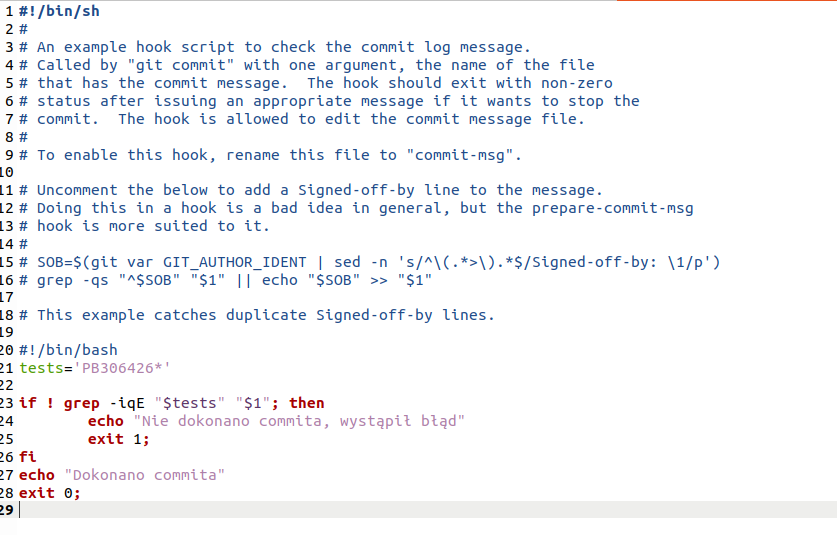 1 #!/bin/sh
2 #
3 # An example hook script to check the commit log message.
4 # Called by "git commit" with one argument, the name of the file
5 # that has the commit message.  The hook should exit with non-zero
6 # status after issuing an appropriate message if it wants to stop the
7 # commit.  The hook is allowed to edit the commit message file.
8 #
9 # To enable this hook, rename this file to "commit-msg".
10
11 # Uncomment the below to add a Signed-off-by line to the message.
12 # Doing this in a hook is a bad idea in general, but the prepare-commit-msg
13 # hook is more suited to it.
14 #
15 # SOB=$(git var GIT_AUTHOR_IDENT | sed -n 's/^\(.*>\).*$/Signed-off-by: \1/p')
16 # grep -qs "^$SOB" "$1" || echo "$SOB" >> "$1"
17
18 # This example catches duplicate Signed-off-by lines.
19
20 #!/bin/bash
21 tests='PB306426*'
22
23 if ! grep -iqE "$tests" "$1"; then
24         echo "Nie dokonano commita, wystąpił błąd"
25         exit 1;
26 fi
27 echo "Dokonano commita"
28 exit 0;
29